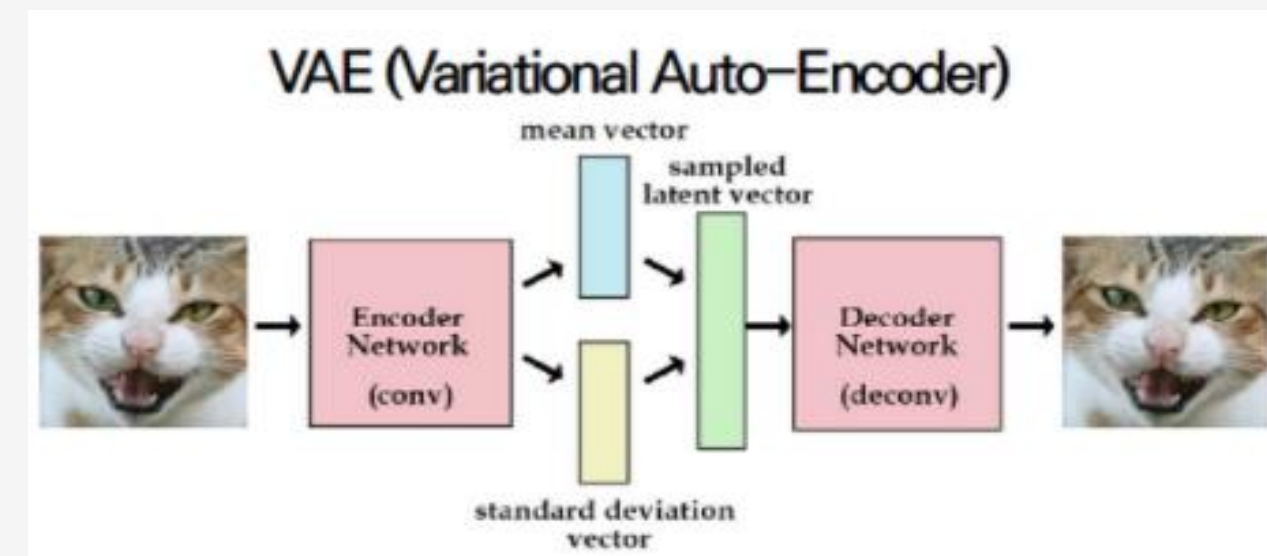 VAE (Variational Auto-Encoder)
mean vector
sampled
latent vector
Encoder
Network
(conv)
Decoder
Network
(deconv)
standard deviation
vector